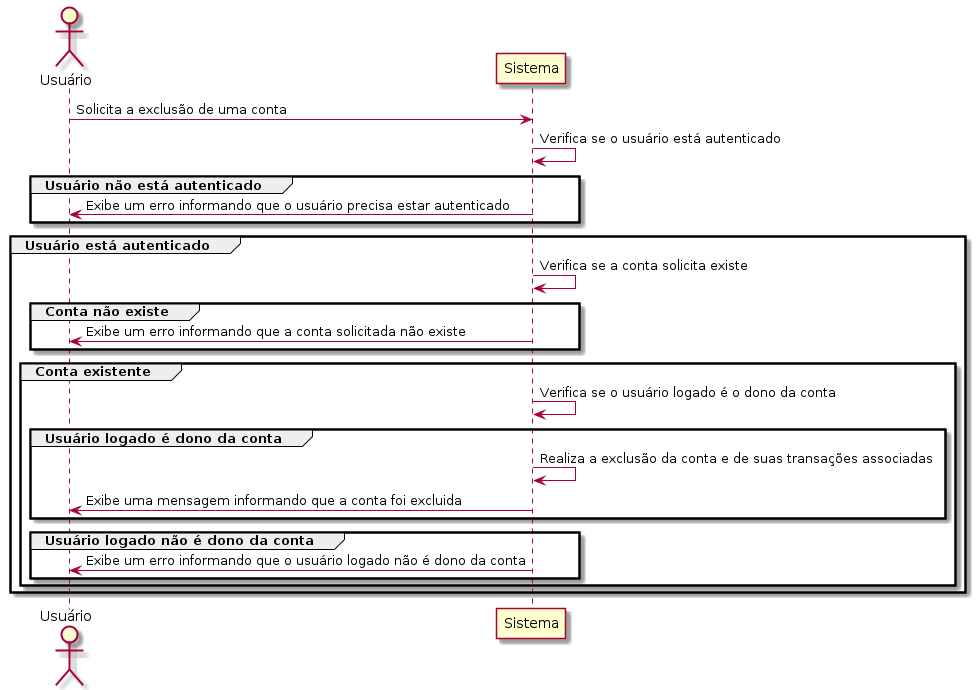 Usuário
Sistema
Solicita a exclusão de uma conta
Verifica se o usuário está autenticado
Usuário não está autenticado
Exibe um erro informando que o usuário precisa estar autenticado
Usuário está autenticado
Verifica se a conta solicita existe
Conta não existe
Exibe um erro informando que a conta solicitada não existe
Conta existente
Verifica se o usuário logado é o dono da conta
Usuário logado é dono da conta
Realiza a exclusão da conta e de suas transações associadas
Exibe uma mensagem informando que a conta foi excluida
Usuário logado não é dono da conta
Exibe um erro informando que o usuário logado não é dono da conta
Usuário
Sistema